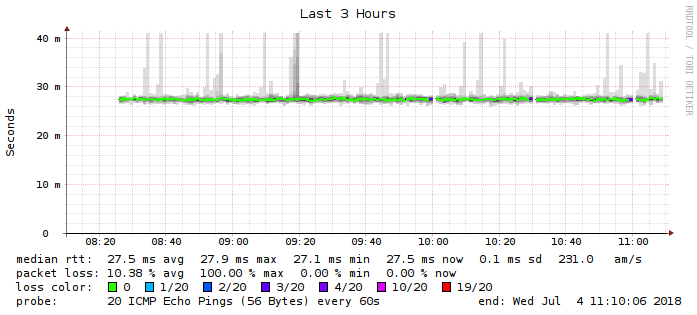 Last 3 Hours
RRDTOOL / TOBI OETIKER
Seconds
40 m
30 m
20 m
10 m
0
08:20 08:40 09:00 09:20 09:40 10:00 10:20 10:40 11:00
median rtt: 27.5 ms avg 27.9 ms max 27.1 ms min 27.5 ms now 0.1 ms sd 231.0 am/s
packet loss: 10.38 % avg 100.00 % max 0.00 % min 0.00 % now
loss color: 0 1/20 2/20 3/20 4/20 10/20 19/20
probe: 20 ICMP Echo Pings (56 Bytes) every 60s end: Wed Jul 4 11:10:06 2018